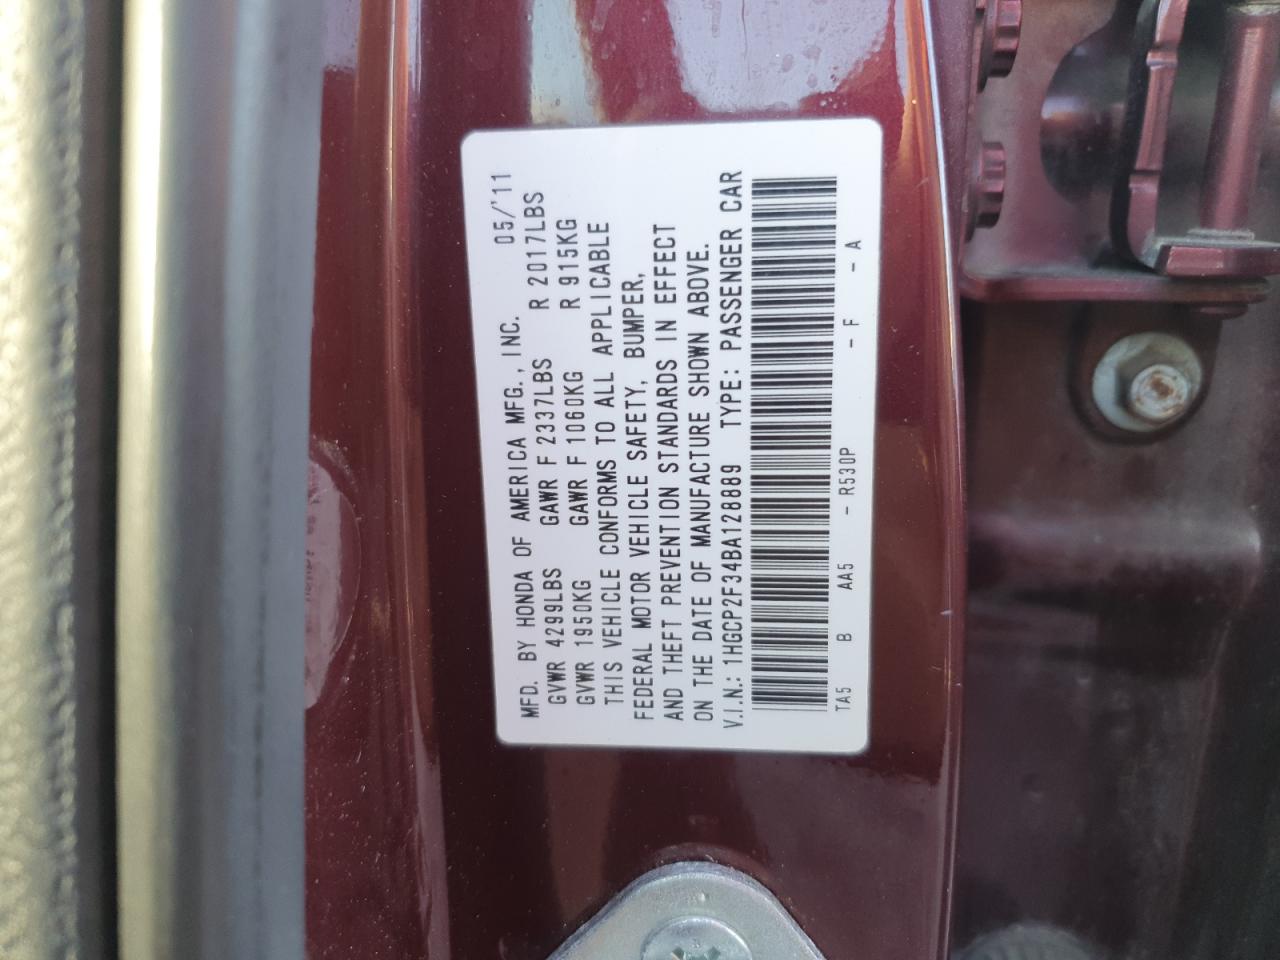 MFD. BY HONDA OF AMERICA MFG., INC. 05/'11
GVWR 4299LBS GAWR F 2337LBS R 2017LBS
GVWR 1950KG GAWR F 1060KG R 915KG
THIS VEHICLE CONFORMS TO ALL APPLICABLE
FEDERAL MOTOR VEHICLE SAFETY, BUMPER,
AND THEFT PREVENTION STANDARDS IN EFFECT
ON THE DATE OF MANUFACTURE SHOWN ABOVE.
V.I.N.: 1HGCP2F34BA128889 TYPE: PASSENGER CAR
TA5 B AA5 - R530P - F - A